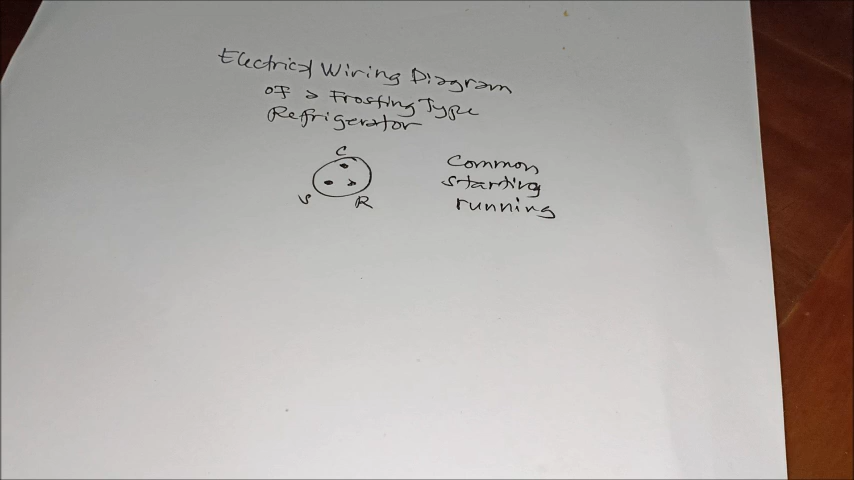 Electrical Wiring Diagram
of a Frosting Type
Refrigerator
C
S
R
Common
starting
running